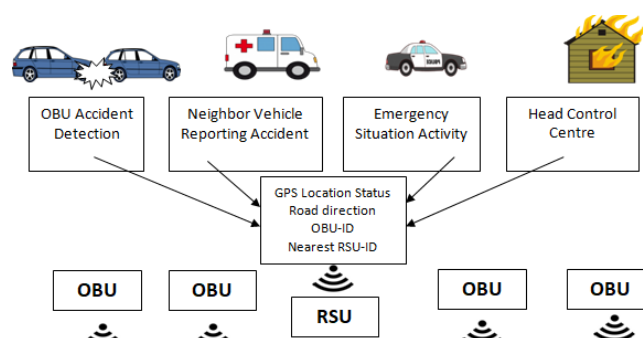 OBU Accident
Detection
Neighbor Vehicle
Reporting Accident
Emergency
Situation Activity
Head Control
Centre
GPS Location Status
Road direction
OBU-ID
Nearest RSU-ID
OBU
OBU
RSU
OBU
OBU